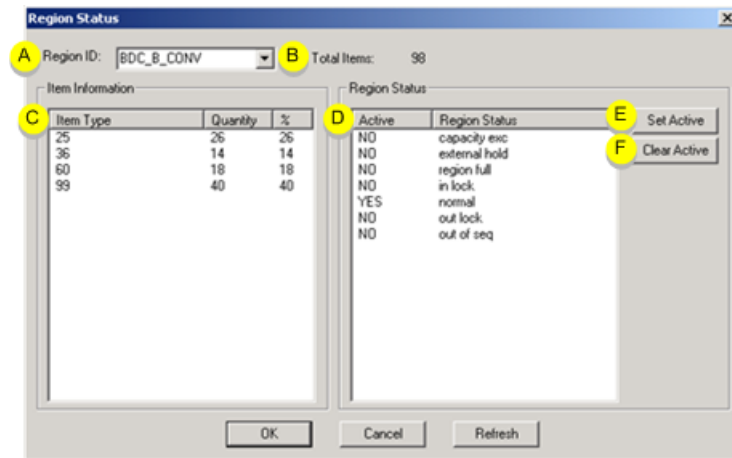 Region Status
A Region ID: BDC_B_CONV B Total Items: 98
Item Information
C Item Type Quantity %
25 26 26
36 14 14
60 18 18
99 40 40
Region Status
D Active Region Status
NO capacity exc
NO external hold
NO region full
NO in lock
YES normal
NO out lock
NO out of seq
E Set Active
F Clear Active
OK Cancel Refresh